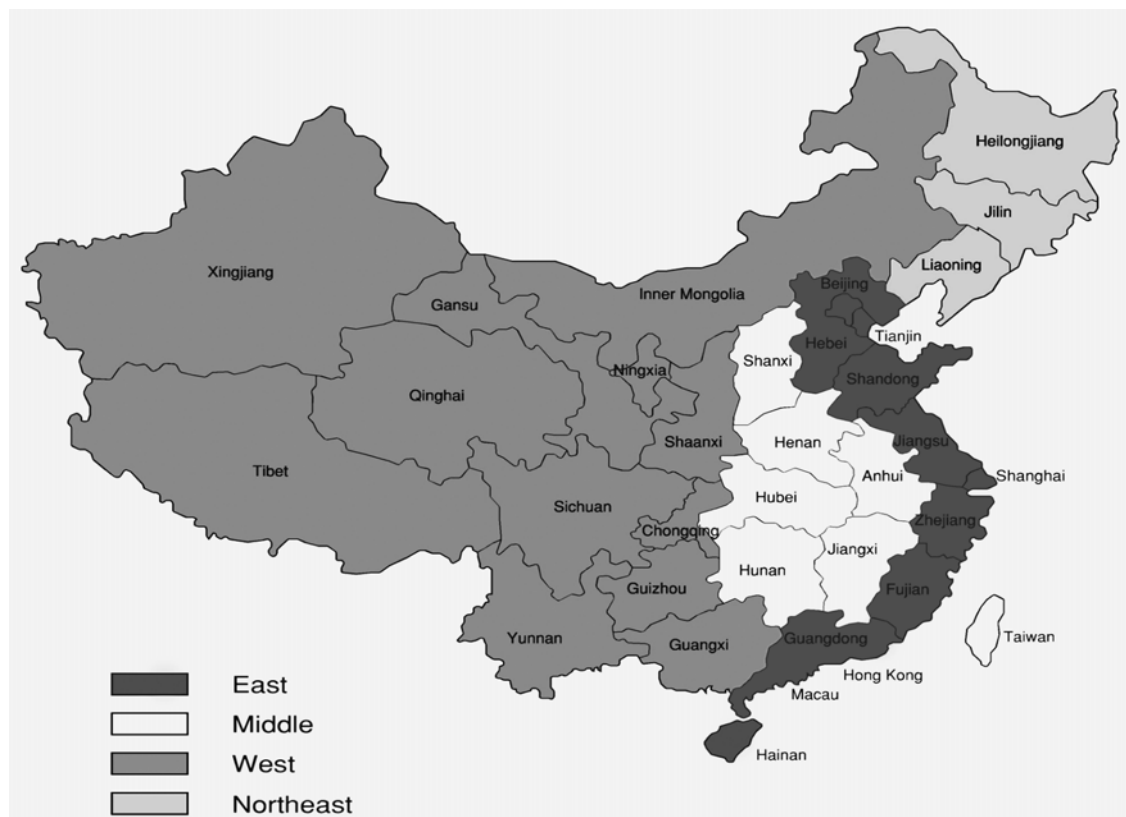 Heilongjiang
Jilin
Liaoning
Xingjiang
Beijing
Inner Mongolia
Gansu
Tianjin
Hebei
Shanxi
Ningxia
Shandong
Qinghai
Shaanxi
Henan
Jiangsu
Tibet
Anhui
Shanghai
Hubei
Sichuan
Zhejiang
Chongqing
Jiangxi
Hunan
Guizhou
Fujian
Yunnan
Guangxi
Guangdong
Taiwan
Hong Kong
Macau
Hainan
East
Middle
West
Northeast